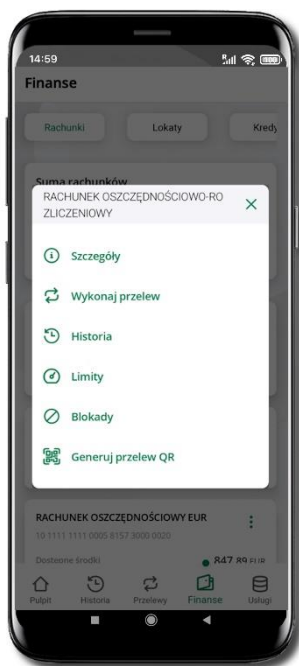 14:59
Finanse
Rachunki Lokaty Kredy
Suma rachunków
RACHUNEK OSZCZĘDNOŚCIOWO-RO
ZLICZENIOWY
Szczegóły
Wykonaj przelew
Historia
Limity
Blokady
Generuj przelew QR
RACHUNEK OSZCZĘDNOŚCIOWY EUR
10 1111 1111 0005 8157 3000 0020
Dostępne środki 847,89 EUR
Pulpit Historia Przelewy Finanse Usługi